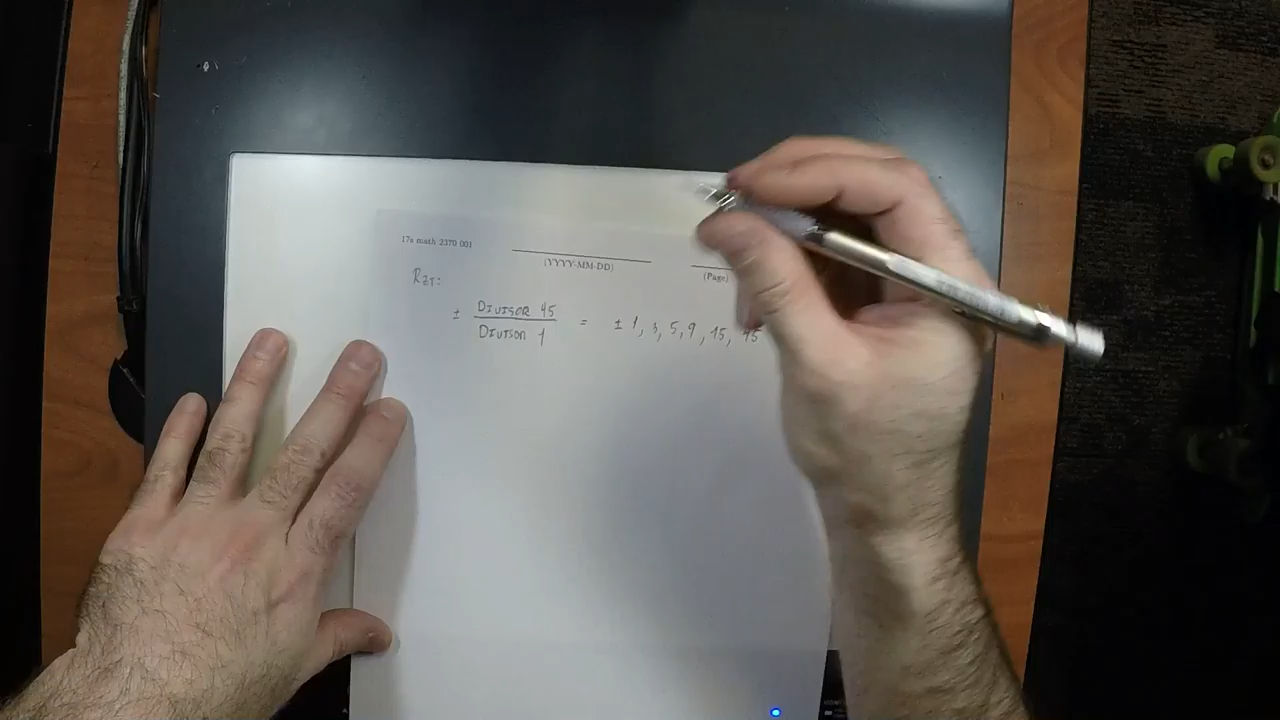 17s math 2370 001
(YYYY-MM-DD)
(Page)
RZT:
± DIVISOR 45 / DIVISOR 1 = ± 1, 3, 5, 9, 15, 45